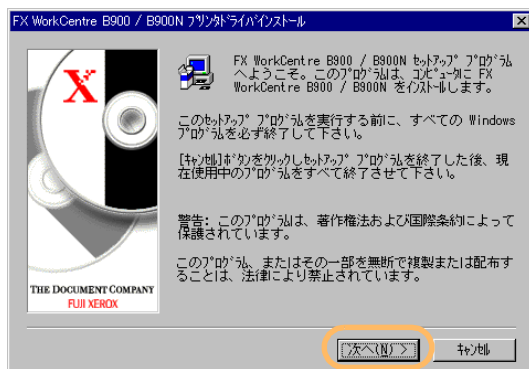 FX WorkCentre B900 / B900N ﾌﾟﾘﾝﾀﾄﾞﾗｲﾊﾞｲﾝｽﾄｰﾙ
X
FX WorkCentre B900 / B900N ｾｯﾄｱｯﾌﾟ ﾌﾟﾛｸﾞﾗﾑ
へようこそ。このﾌﾟﾛｸﾞﾗﾑは、ｺﾝﾋﾟｭｰﾀに FX
WorkCentre B900 / B900N をｲﾝｽﾄｰﾙします。
このｾｯﾄｱｯﾌﾟ ﾌﾟﾛｸﾞﾗﾑを実行する前に、すべての Windows
ﾌﾟﾛｸﾞﾗﾑを必ず終了して下さい。
[ｷｬﾝｾﾙ]ﾎﾞﾀﾝをｸﾘｯｸしｾｯﾄｱｯﾌﾟ ﾌﾟﾛｸﾞﾗﾑを終了した後、現
在使用中のﾌﾟﾛｸﾞﾗﾑをすべて終了させて下さい。
警告: このﾌﾟﾛｸﾞﾗﾑは、著作権法および国際条約によって
保護されています。
このﾌﾟﾛｸﾞﾗﾑ、またはその一部を無断で複製または配布す
ることは、法律により禁止されています。
THE DOCUMENT COMPANY
FUJI XEROX
次へ(N) >
ｷｬﾝｾﾙ